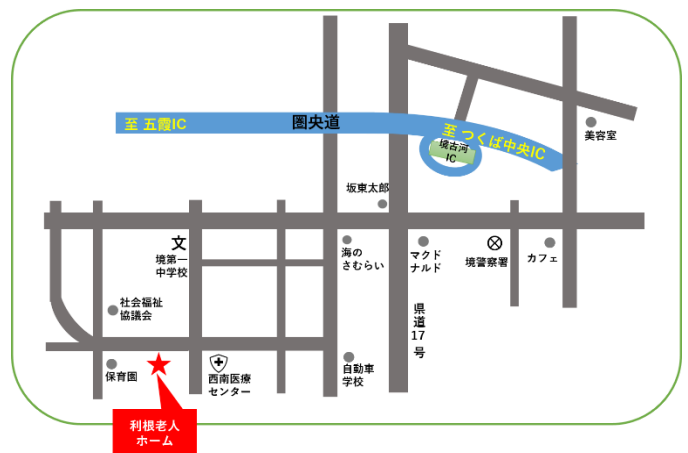 至 五霞IC
圏央道
至 つくば中央IC
境古河
IC
美容室
坂東太郎
文
境第一
中学校
海の
さむらい
マクド
ナルド
境警察署
カフェ
社会福祉
協議会
県道17号
保育園
西南医療
センター
自動車
学校
利根老人
ホーム